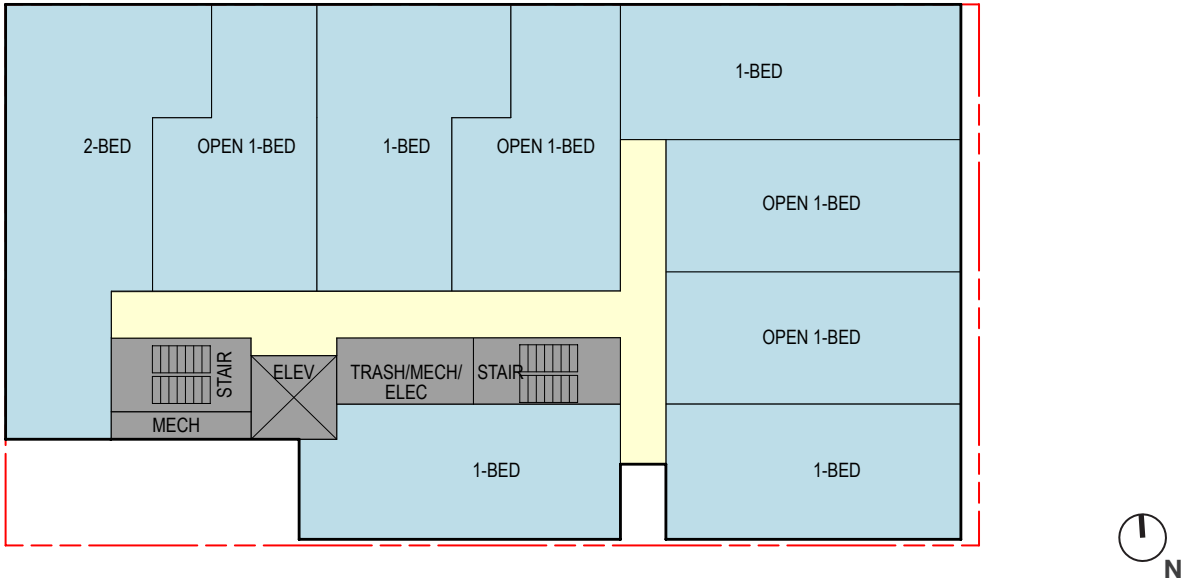 1-BED
2-BED
OPEN 1-BED
1-BED
OPEN 1-BED
OPEN 1-BED
OPEN 1-BED
STAIR
ELEV
TRASH/MECH/
ELEC
STAIR
MECH
1-BED
1-BED
N